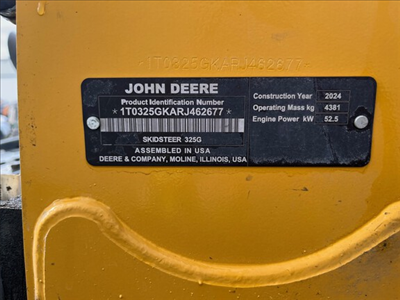 *1T0325GKARJ462677*
JOHN DEERE
Product Identification Number
*1T0325GKARJ462677*
SKIDSTEER 325G
ASSEMBLED IN USA
DEERE & COMPANY, MOLINE, ILLINOIS, USA
Construction Year 2024
Operating Mass kg 4381
Engine Power kW 52.5